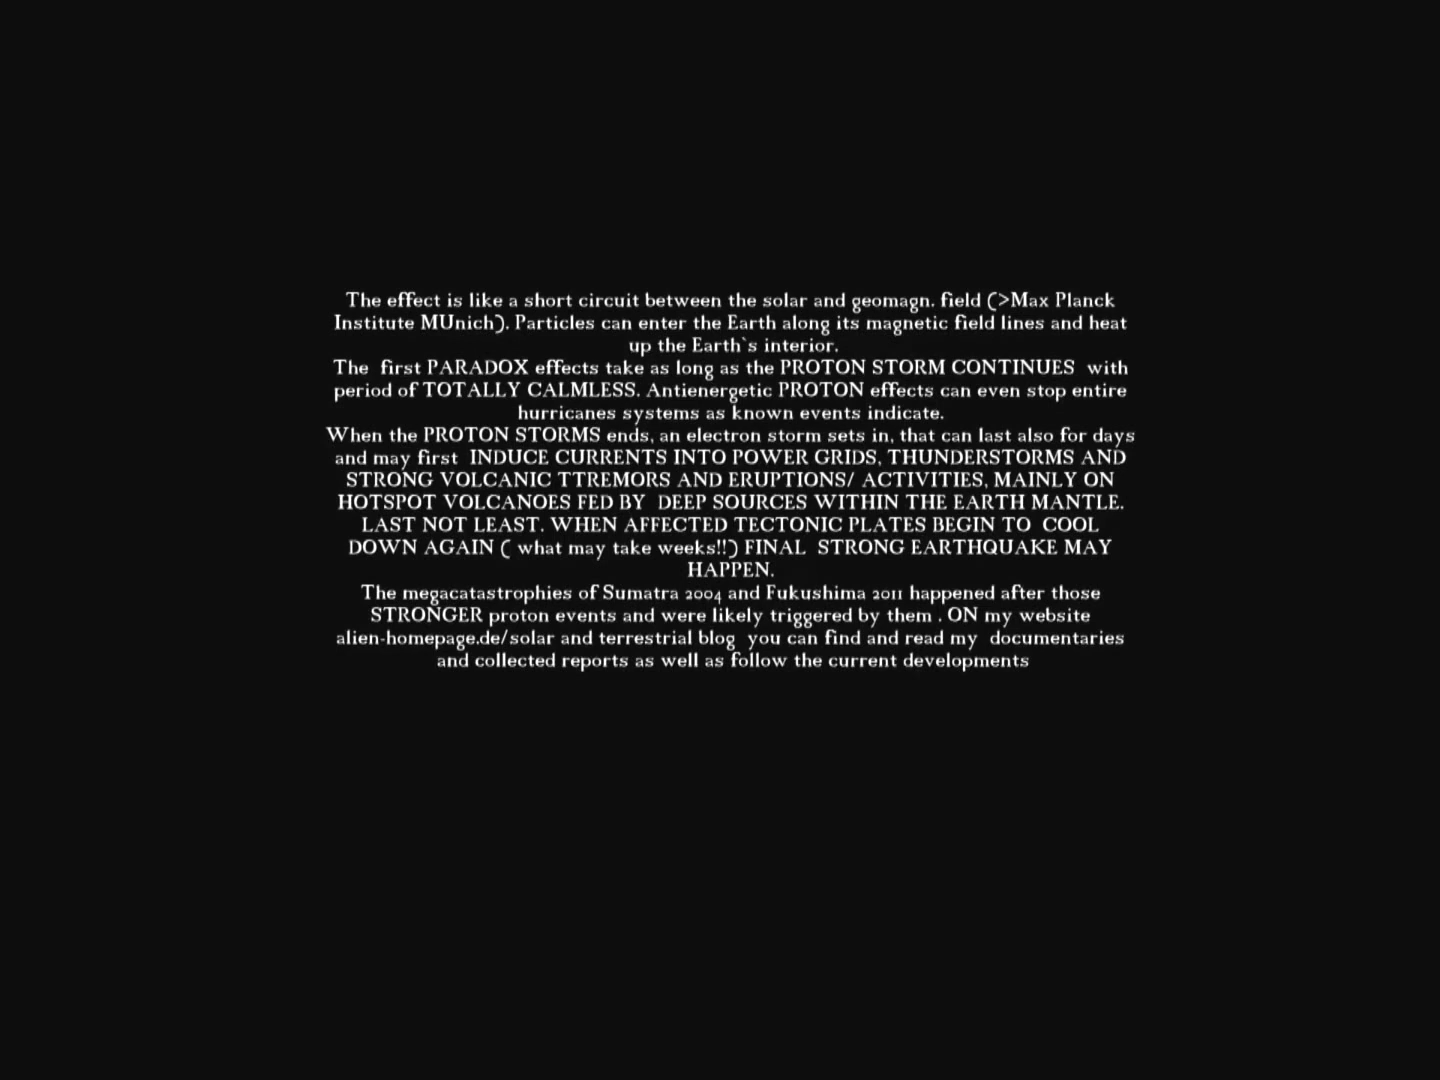 The effect is like a short circuit between the solar and geomagn. field (>Max Planck
Institute MUnich). Particles can enter the Earth along its magnetic field lines and heat
up the Earth`s interior.
The  first PARADOX effects take as long as the PROTON STORM CONTINUES  with
period of TOTALLY CALMLESS. Antienergetic PROTON effects can even stop entire
hurricanes systems as known events indicate.
When the PROTON STORMS ends, an electron storm sets in, that can last also for days
and may first  INDUCE CURRENTS INTO POWER GRIDS, THUNDERSTORMS AND
STRONG VOLCANIC TTREMORS AND ERUPTIONS/ ACTIVITIES, MAINLY ON
HOTSPOT VOLCANOES FED BY  DEEP SOURCES WITHIN THE EARTH MANTLE.
LAST NOT LEAST. WHEN AFFECTED TECTONIC PLATES BEGIN TO  COOL
DOWN AGAIN ( what may take weeks!!) FINAL  STRONG EARTHQUAKE MAY
HAPPEN.
The megacatastrophies of Sumatra 2004 and Fukushima 2011 happened after those
STRONGER proton events and were likely triggered by them . ON my website
alien-homepage.de/solar and terrestrial blog  you can find and read my  documentaries
and collected reports as well as follow the current developments